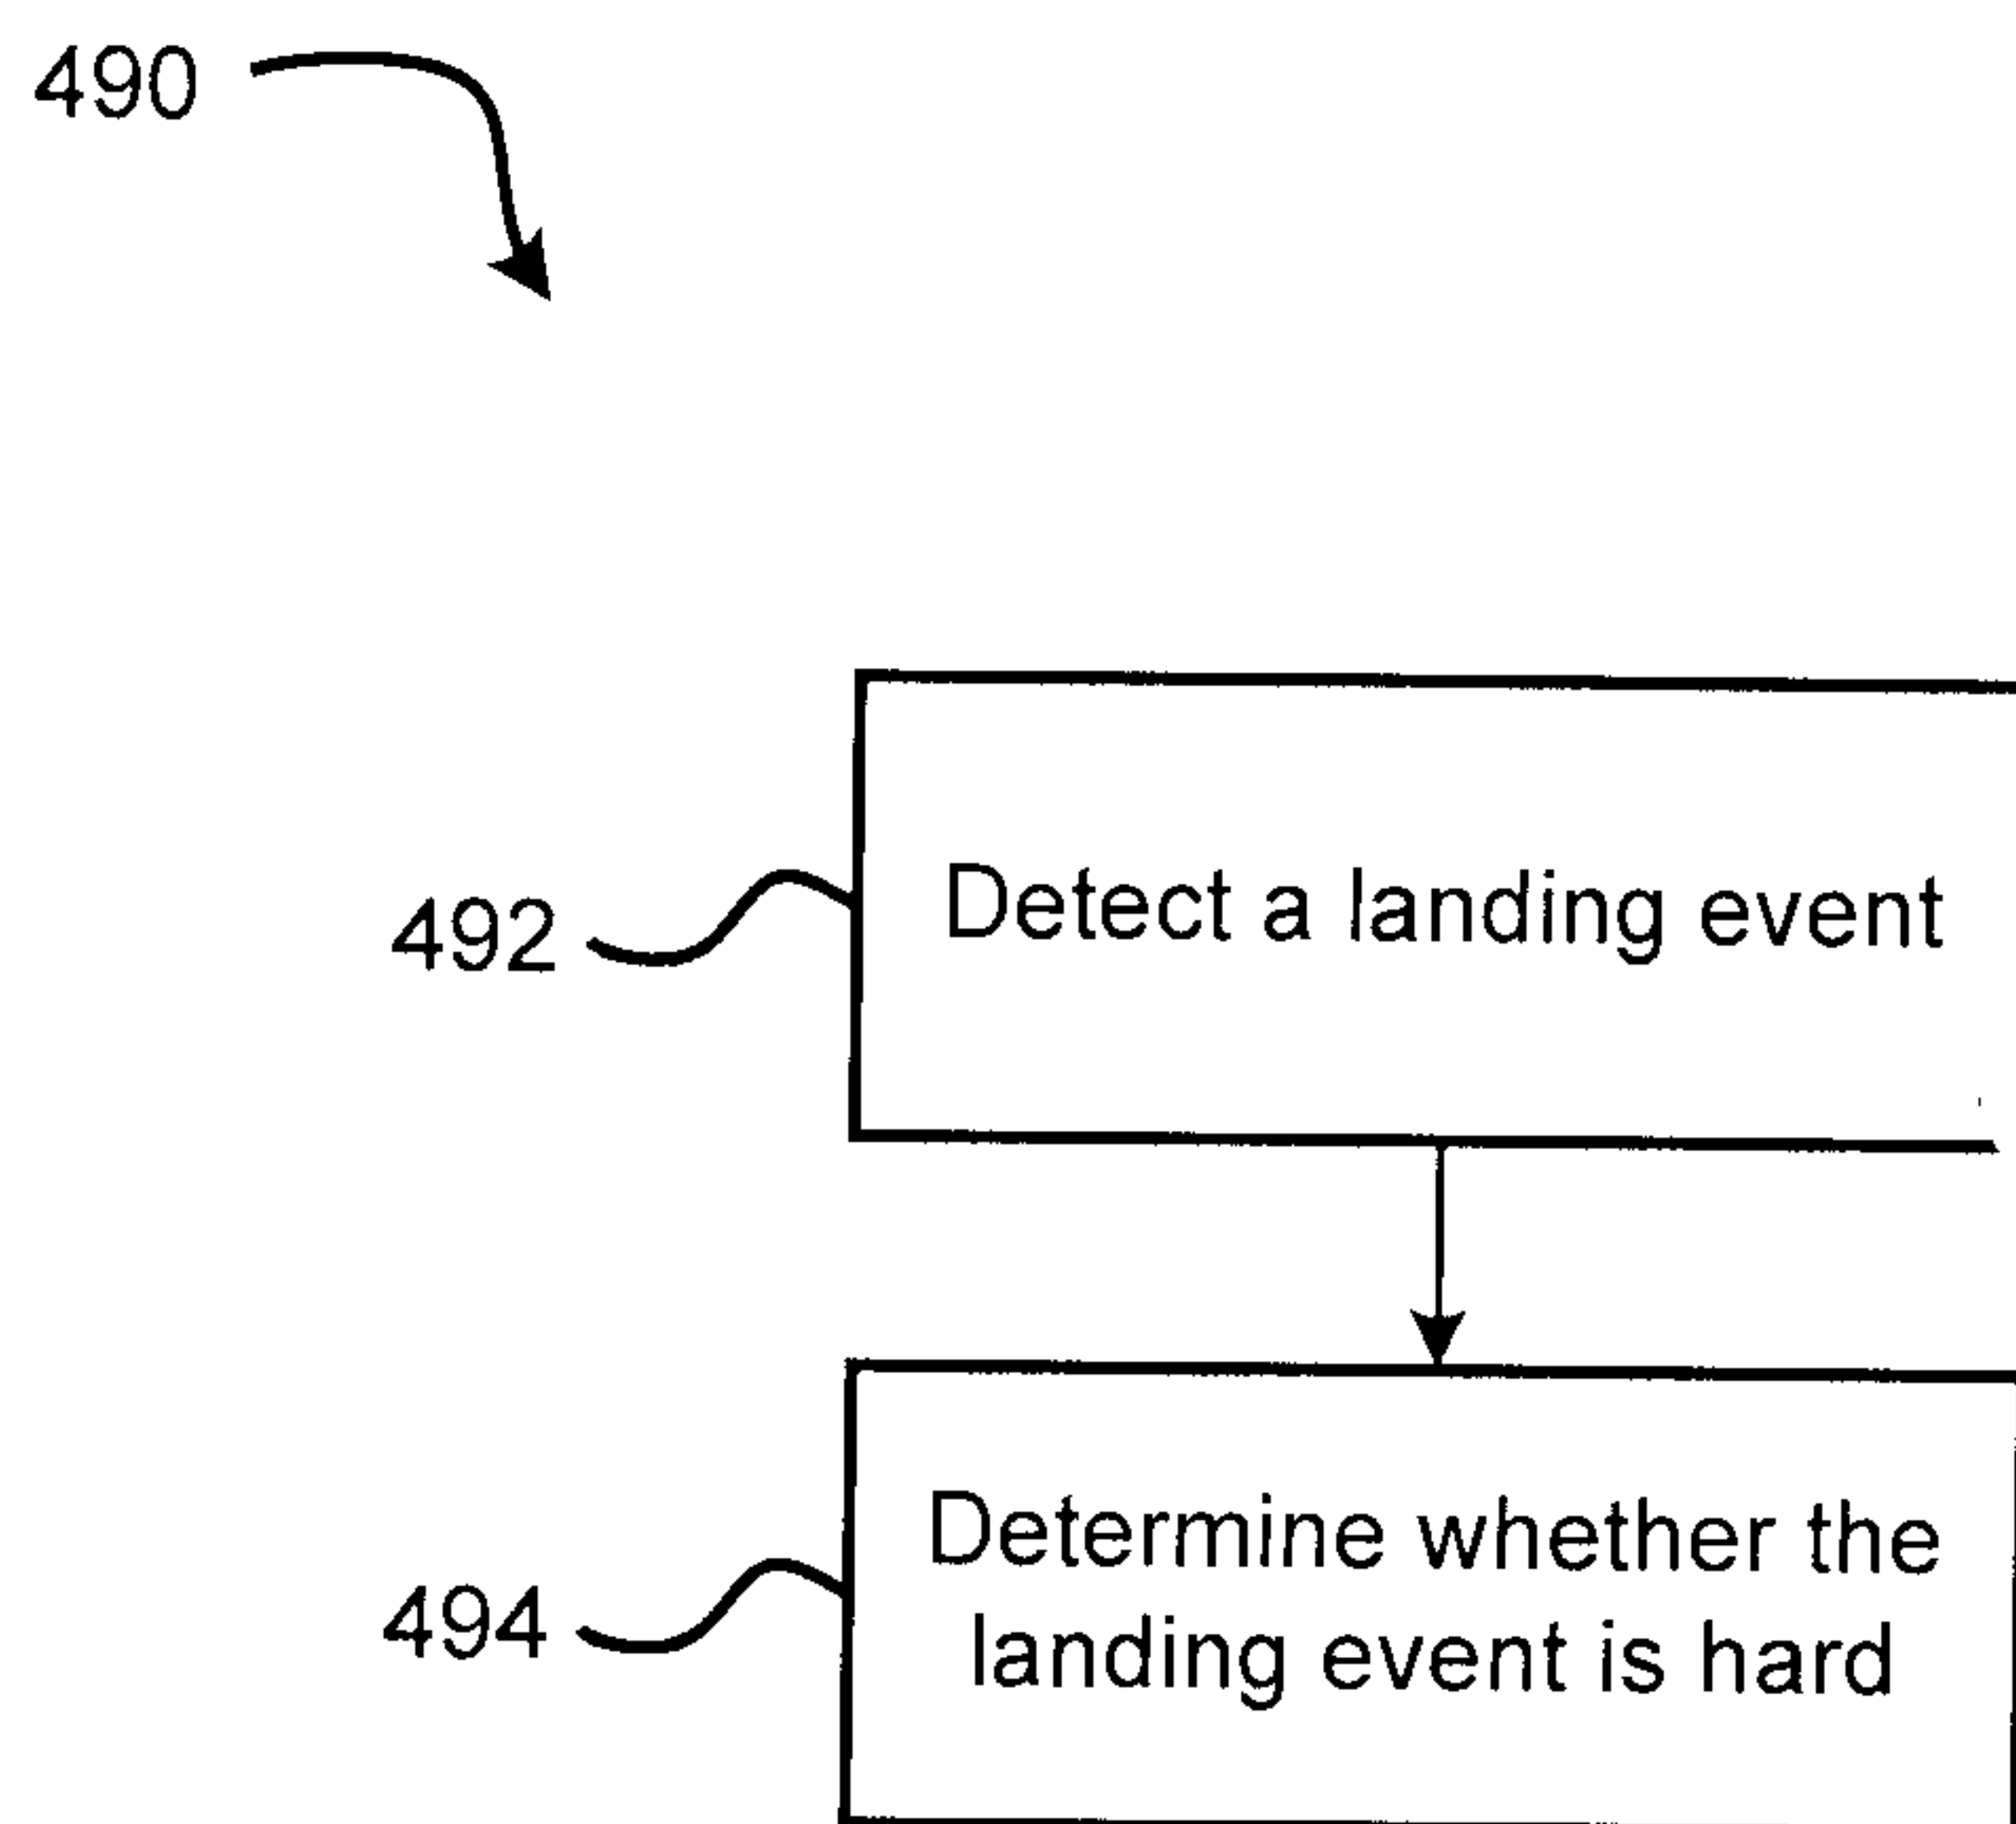 490
492
Detect a landing event
494
Determine whether the
landing event is hard